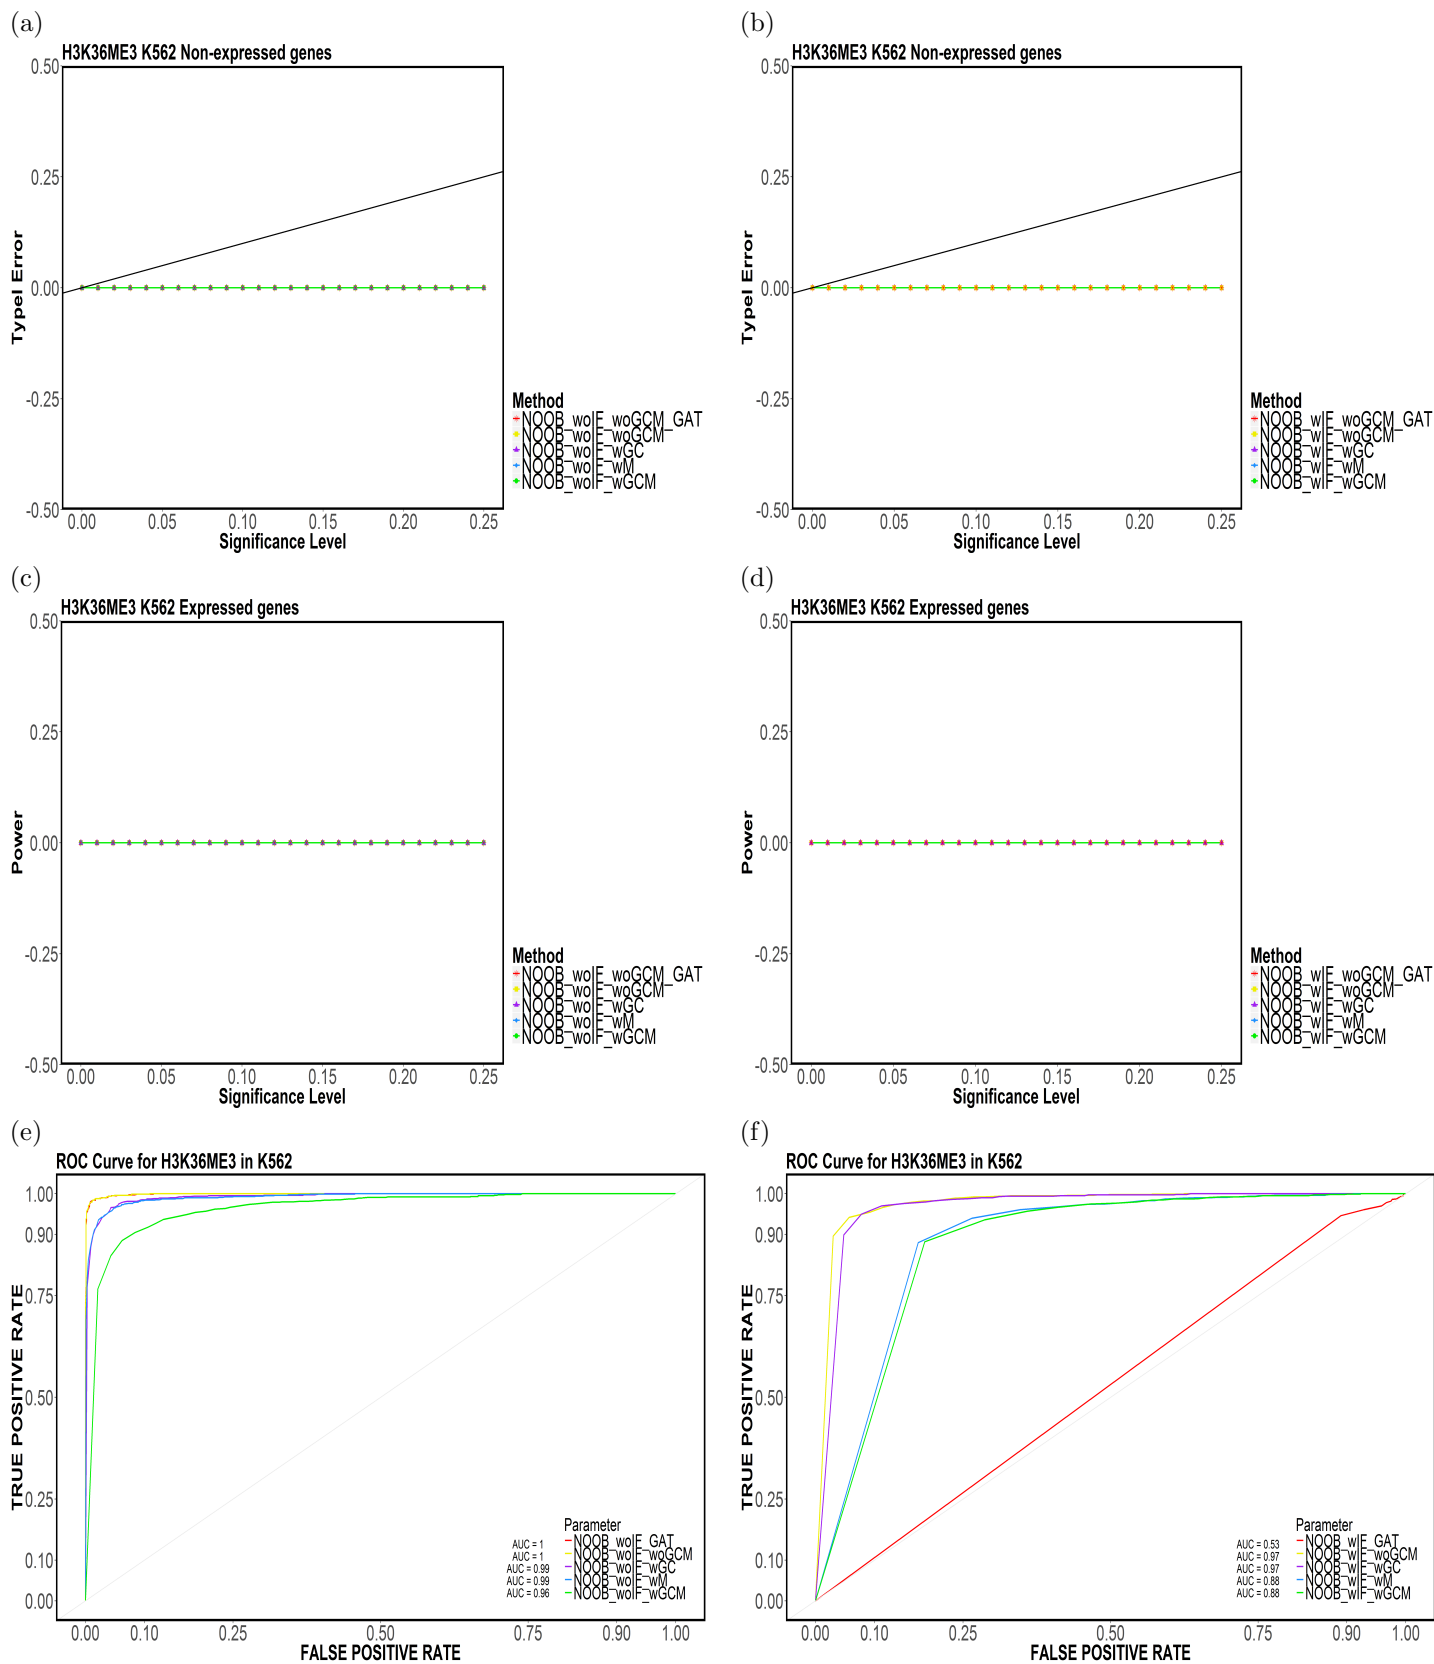 (a)
H3K36ME3 K562 Non-expressed genes
0.50
0.25
0.00
-0.25
-0.50
TypeI Error
0.00 0.05 0.10 0.15 0.20 0.25
Significance Level
Method
NOOB_woIF_woGCM_GAT
NOOB_woIF_woGCM
NOOB_woIF_wGC
NOOB_woIF_wM
NOOB_woIF_wGCM
(b)
H3K36ME3 K562 Non-expressed genes
0.50
0.25
0.00
-0.25
-0.50
TypeI Error
0.00 0.05 0.10 0.15 0.20 0.25
Significance Level
Method
NOOB_wIF_woGCM_GAT
NOOB_wIF_woGCM
NOOB_wIF_wGC
NOOB_wIF_wM
NOOB_wIF_wGCM
(c)
H3K36ME3 K562 Expressed genes
0.50
0.25
0.00
-0.25
-0.50
Power
0.00 0.05 0.10 0.15 0.20 0.25
Significance Level
Method
NOOB_woIF_woGCM_GAT
NOOB_woIF_woGCM
NOOB_woIF_wGC
NOOB_woIF_wM
NOOB_woIF_wGCM
(d)
H3K36ME3 K562 Expressed genes
0.50
0.25
0.00
-0.25
-0.50
Power
0.00 0.05 0.10 0.15 0.20 0.25
Significance Level
Method
NOOB_wIF_woGCM_GAT
NOOB_wIF_woGCM
NOOB_wIF_wGC
NOOB_wIF_wM
NOOB_wIF_wGCM
(e)
ROC Curve for H3K36ME3 in K562
1.00
0.90
0.75
0.50
0.25
0.10
0.00
TRUE POSITIVE RATE
Parameter
AUC = 1 NOOB_woIF_GAT
AUC = 1 NOOB_woIF_woGCM
AUC = 0.99 NOOB_woIF_wGC
AUC = 0.99 NOOB_woIF_wM
AUC = 0.96 NOOB_woIF_wGCM
0.00 0.10 0.25 0.50 0.75 0.90 1.00
FALSE POSITIVE RATE
(f)
ROC Curve for H3K36ME3 in K562
1.00
0.90
0.75
0.50
0.25
0.10
0.00
TRUE POSITIVE RATE
Parameter
AUC = 0.53 NOOB_wIF_GAT
AUC = 0.97 NOOB_wIF_woGCM
AUC = 0.97 NOOB_wIF_wGC
AUC = 0.88 NOOB_wIF_wM
AUC = 0.88 NOOB_wIF_wGCM
0.00 0.10 0.25 0.50 0.75 0.90 1.00
FALSE POSITIVE RATE